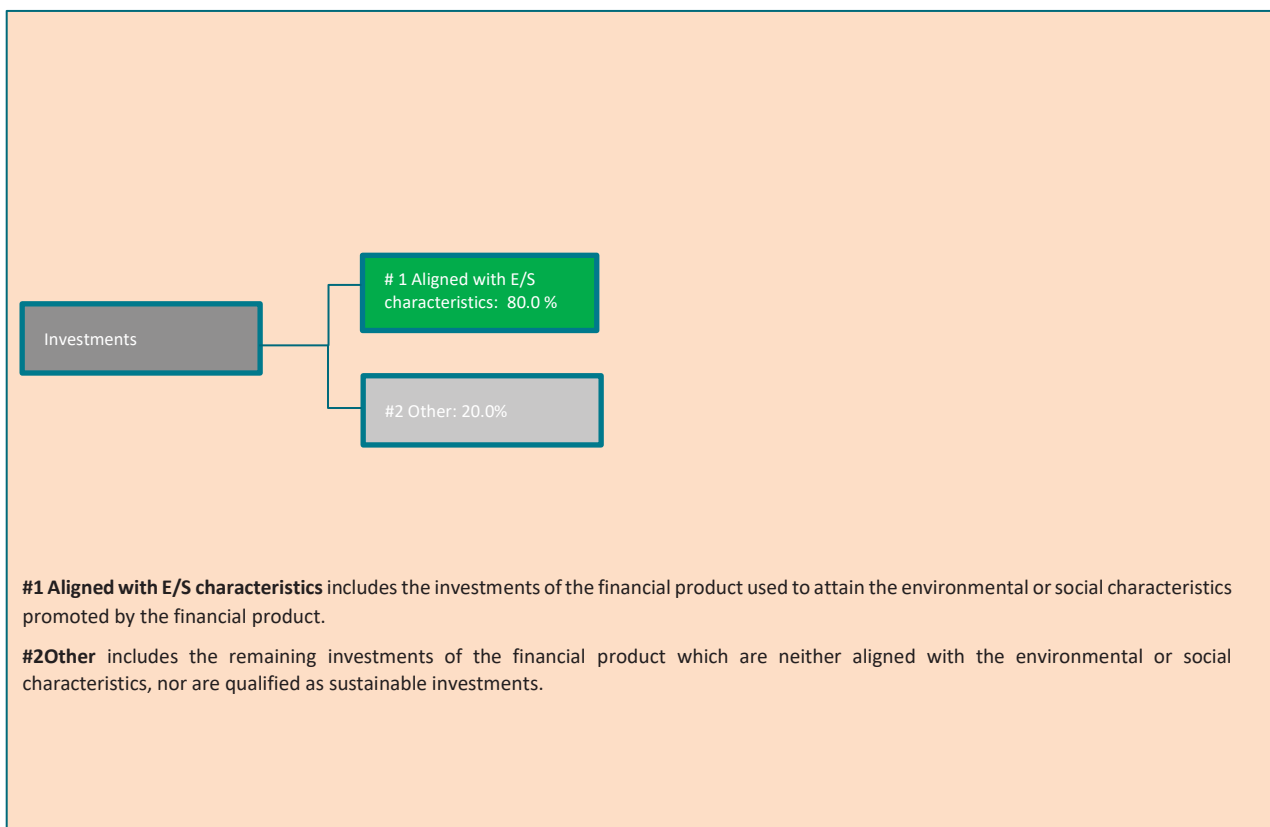 # 1 Aligned with E/S
characteristics: 80.0 %
Investments
#2 Other: 20.0%
#1 Aligned with E/S characteristics includes the investments of the financial product used to attain the environmental or social characteristics
promoted by the financial product.
#2Other includes the remaining investments of the financial product which are neither aligned with the environmental or social
characteristics, nor are qualified as sustainable investments.